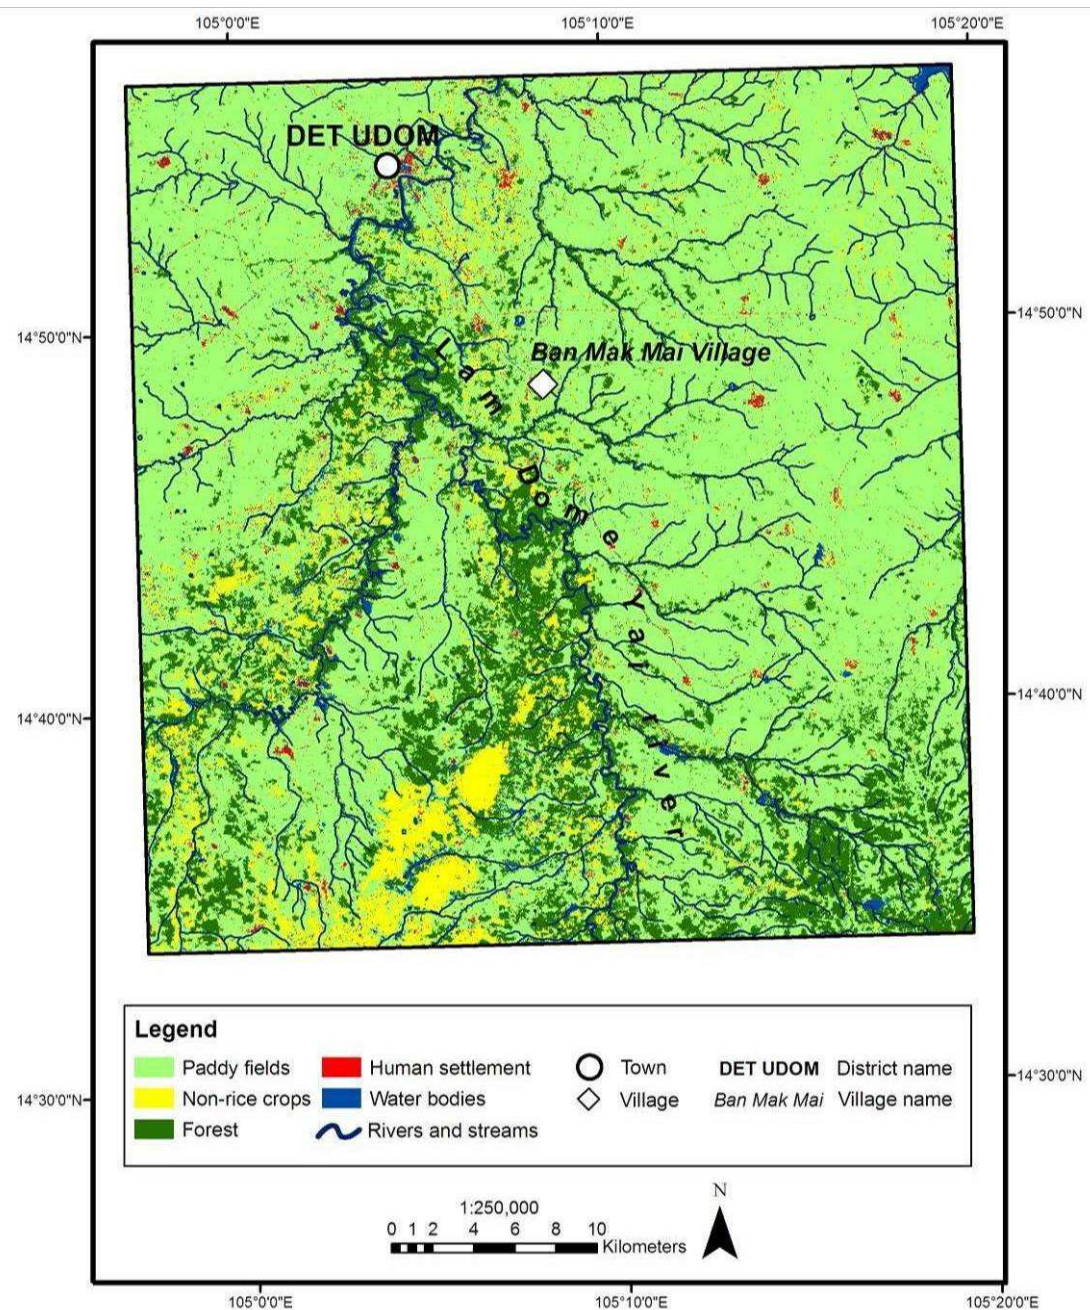 105°0'0"E 105°10'0"E 105°20'0"E
DET UDOM
14°50'0"N 14°50'0"N
Ban Mak Mai Village
Lam Dome Yai river
14°40'0"N 14°40'0"N
Legend
Paddy fields Human settlement Town DET UDOM District name
Non-rice crops Water bodies Village Ban Mak Mai Village name
Forest Rivers and streams
14°30'0"N 14°30'0"N
N
1:250,000
0 1 2 4 6 8 10
Kilometers
105°0'0"E 105°10'0"E 105°20'0"E